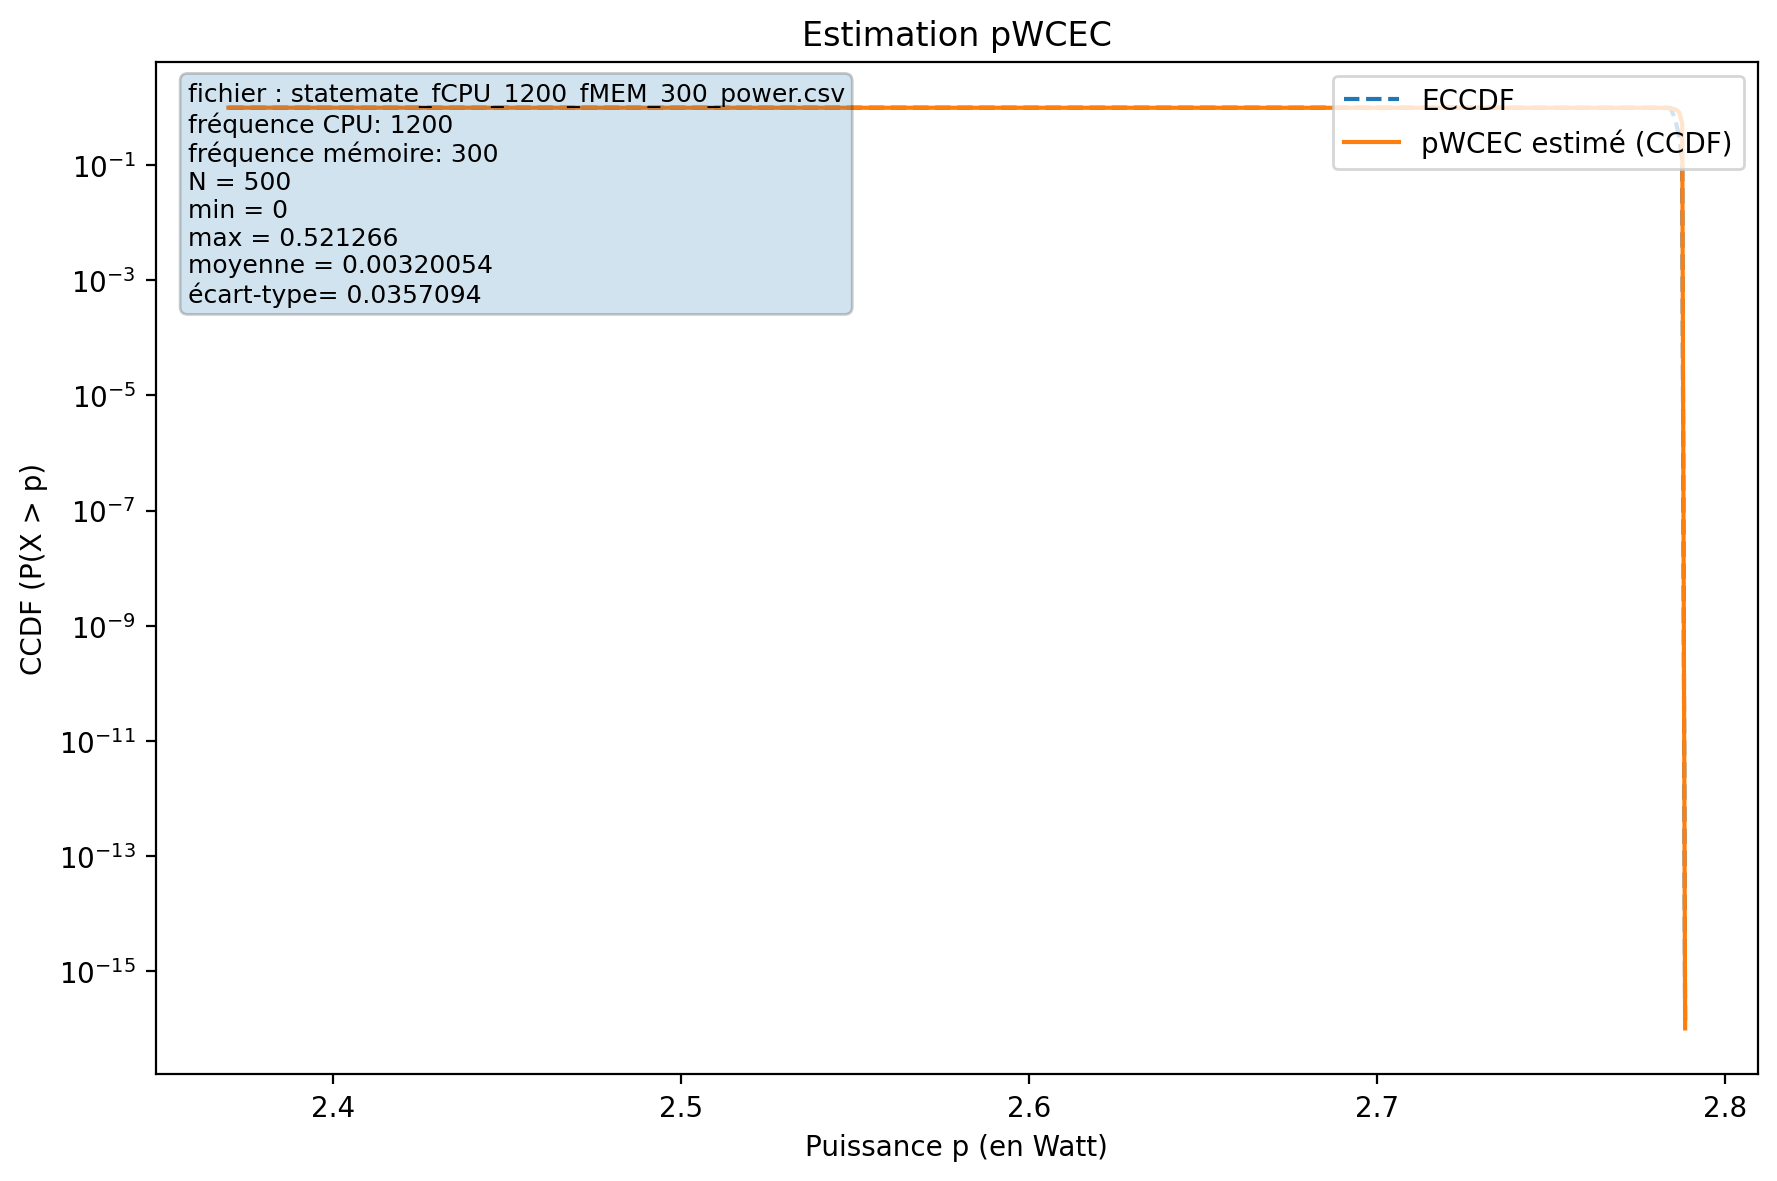 Estimation pWCEC
fichier : statemate_fCPU_1200_fMEM_300_power.csv
fréquence CPU: 1200
fréquence mémoire: 300
N = 500
min = 0
max = 0.521266
moyenne = 0.00320054
écart-type= 0.0357094
ECCDF
pWCEC estimé (CCDF)
CCDF (P(X > p)
10⁻¹
10⁻³
10⁻⁵
10⁻⁷
10⁻⁹
10⁻¹¹
10⁻¹³
10⁻¹⁵
2.4 2.5 2.6 2.7 2.8
Puissance p (en Watt)